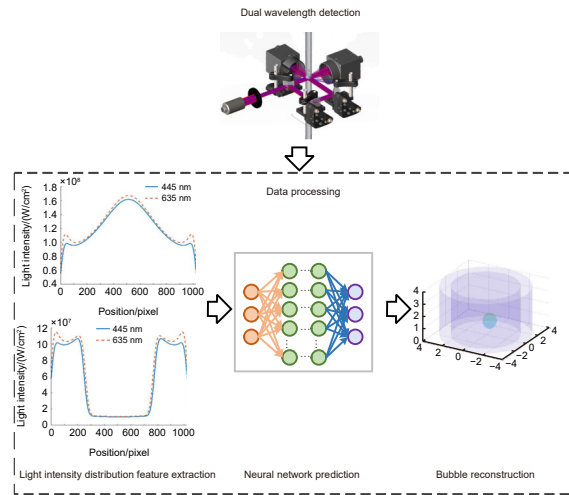 Dual wavelength detection
Data processing
×10⁸
445 nm
635 nm
Light intensity/(W/cm²)
1.8
1.6
1.4
1.2
1.0
0.8
0.6
0.4
0 200 400 600 800 1000
Position/pixel
×10⁷
445 nm
635 nm
Light intensity/(W/cm²)
12
10
8
6
4
2
0
0 200 400 600 800 1000
Position/pixel
4
3
2
1
0
4 2 0 −2 −4
4 2 0 −2 −4
Light intensity distribution feature extraction Neural network prediction Bubble reconstruction